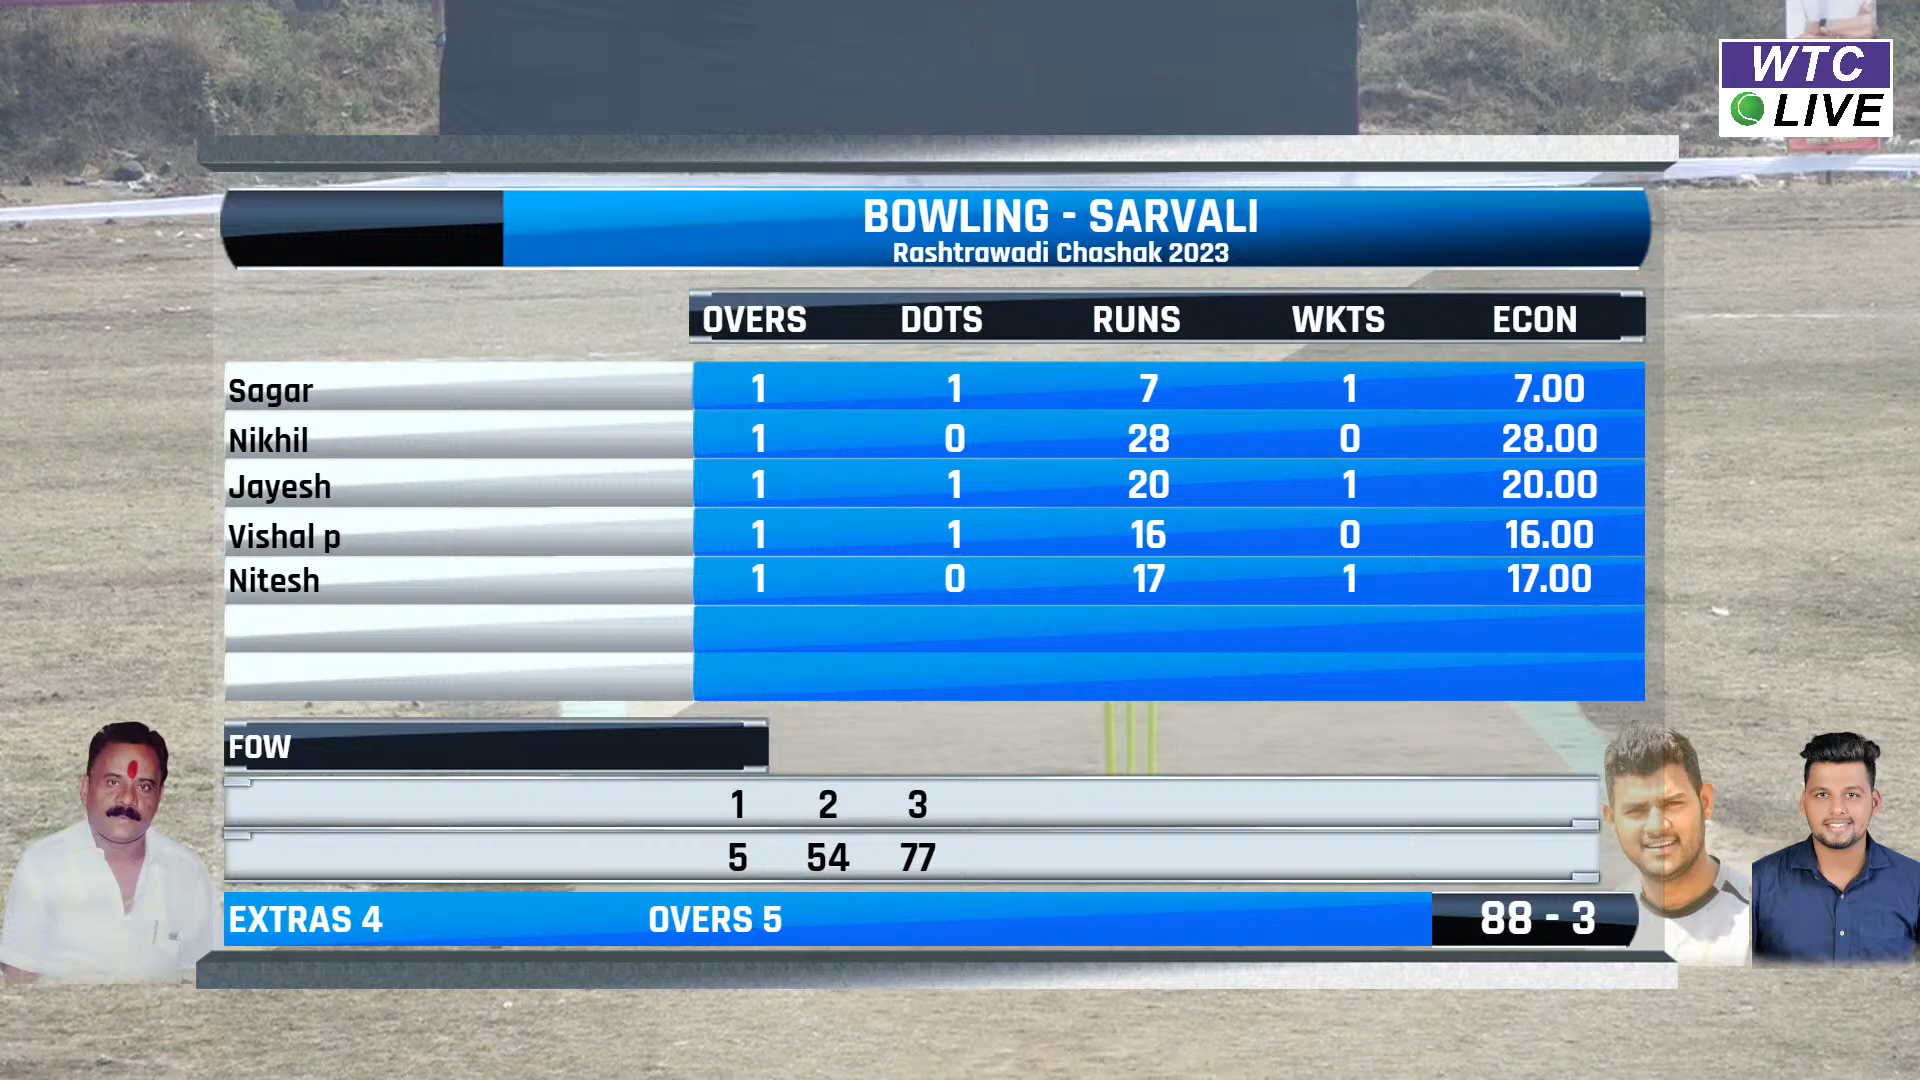 WTC
LIVE
BOWLING - SARVALI
Rashtrawadi Chashak 2023
OVERS DOTS RUNS WKTS ECON
Sagar 1 1 7 1 7.00
Nikhil 1 0 28 0 28.00
Jayesh 1 1 20 1 20.00
Vishal p 1 1 16 0 16.00
Nitesh 1 0 17 1 17.00
FOW
1 2 3
5 54 77
EXTRAS 4 OVERS 5 88 - 3